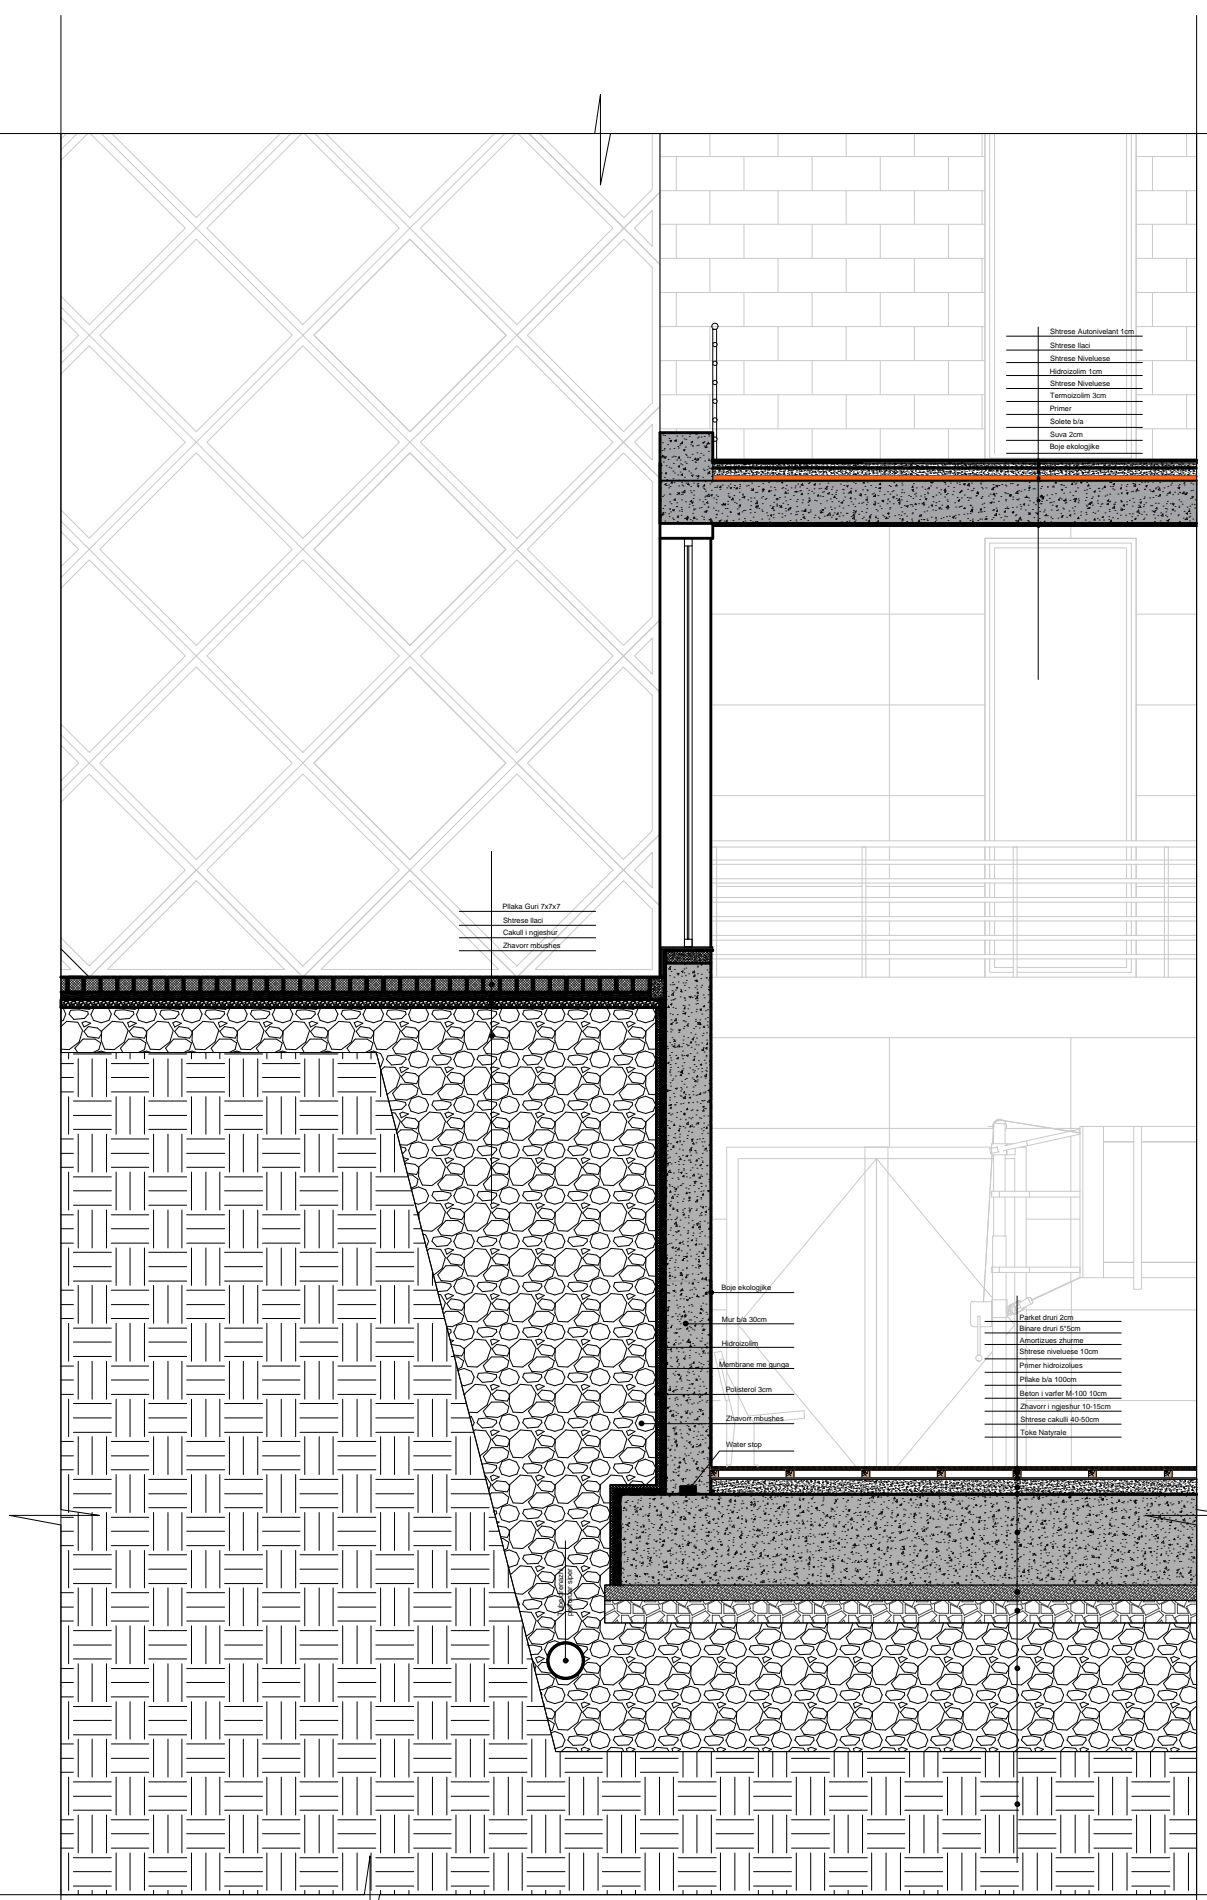 Shtrese Autonivelant 1cm
Shtrese llaci
Shtrese Niveluese
Hidroizolim 1cm
Shtrese Niveluese
Termoizolim 3cm
Primer
Solete b/a
Suva 2cm
Boje ekologjike
Pllaka Guri 7x7x7
Shtrese llaci
Cakull i ngjeshur
Zhavorr mbushes
Boje ekologjike
Mur b/a 30cm
Hidroizolim
Membrane me gunga
Polisterol 3cm
Zhavorr mbushes
Water stop
Parket druri 2cm
Binare druri 5*5cm
Amortizues zhurme
Shtrese niveluese 10cm
Primer hidroizolues
Pllake b/a 100cm
Beton i varfer M-100 10cm
Zhavorr i ngjeshur 10-15cm
Shtrese cakulli 40-50cm
Toke Natyrale